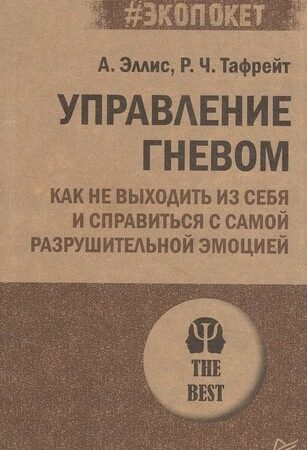 #ЭКОПОКЕТ
А. Эллис, Р. Ч. Тафрейт
УПРАВЛЕНИЕ
ГНЕВОМ
КАК НЕ ВЫХОДИТЬ ИЗ СЕБЯ
И СПРАВИТЬСЯ С САМОЙ
РАЗРУШИТЕЛЬНОЙ ЭМОЦИЕЙ
THE
BEST